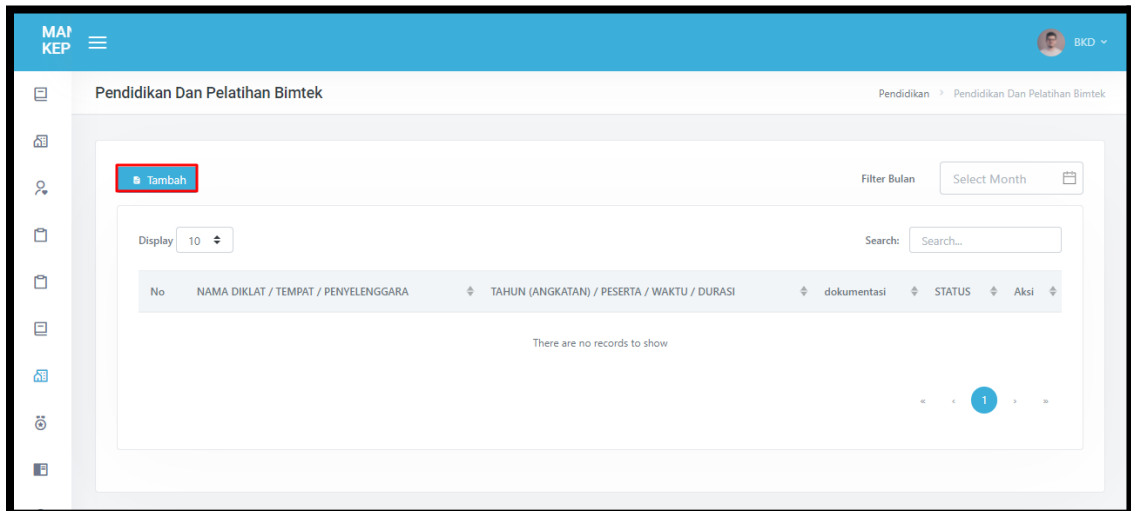 MAN
KEP
BKD
Pendidikan Dan Pelatihan Bimtek
Pendidikan > Pendidikan Dan Pelatihan Bimtek
Tambah
Filter Bulan Select Month
Display 10 Search: Search...
No NAMA DIKLAT / TEMPAT / PENYELENGGARA TAHUN (ANGKATAN) / PESERTA / WAKTU / DURASI dokumentasi STATUS Aksi
There are no records to show
« ‹ 1 › »